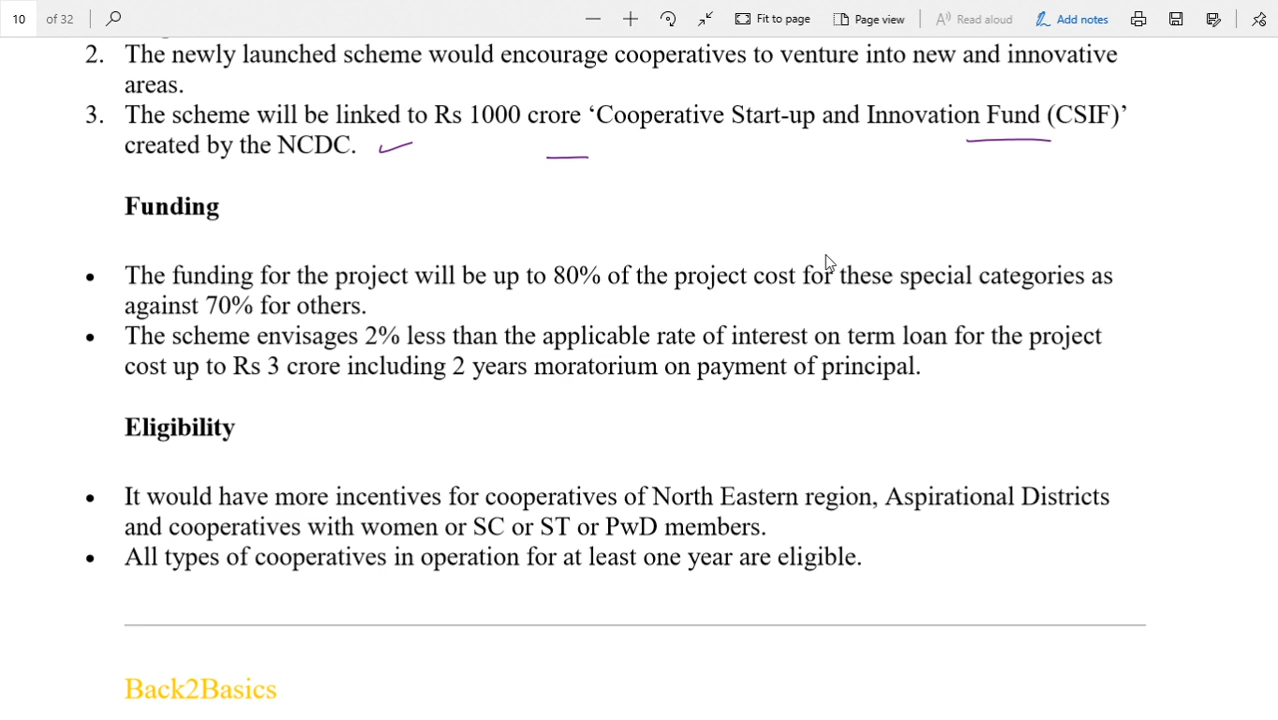 10 of 32 Fit to page Page view Read aloud Add notes
2. The newly launched scheme would encourage cooperatives to venture into new and innovative
areas.
3. The scheme will be linked to Rs 1000 crore ‘Cooperative Start-up and Innovation Fund (CSIF)’
created by the NCDC.
Funding
• The funding for the project will be up to 80% of the project cost for these special categories as
against 70% for others.
• The scheme envisages 2% less than the applicable rate of interest on term loan for the project
cost up to Rs 3 crore including 2 years moratorium on payment of principal.
Eligibility
• It would have more incentives for cooperatives of North Eastern region, Aspirational Districts
and cooperatives with women or SC or ST or PwD members.
• All types of cooperatives in operation for at least one year are eligible.
Back2Basics